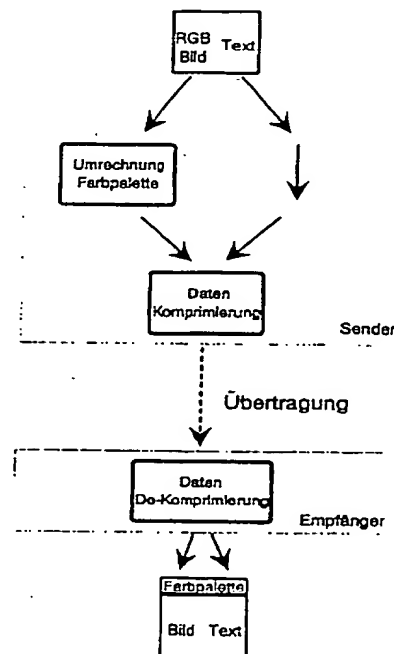 RGB Text
Bild
Umrechnung
Farbpalette
Daten
Komprimierung
Sender
Übertragung
Daten
De-Komprimierung
Empfänger
Farbpalette
Bild Text